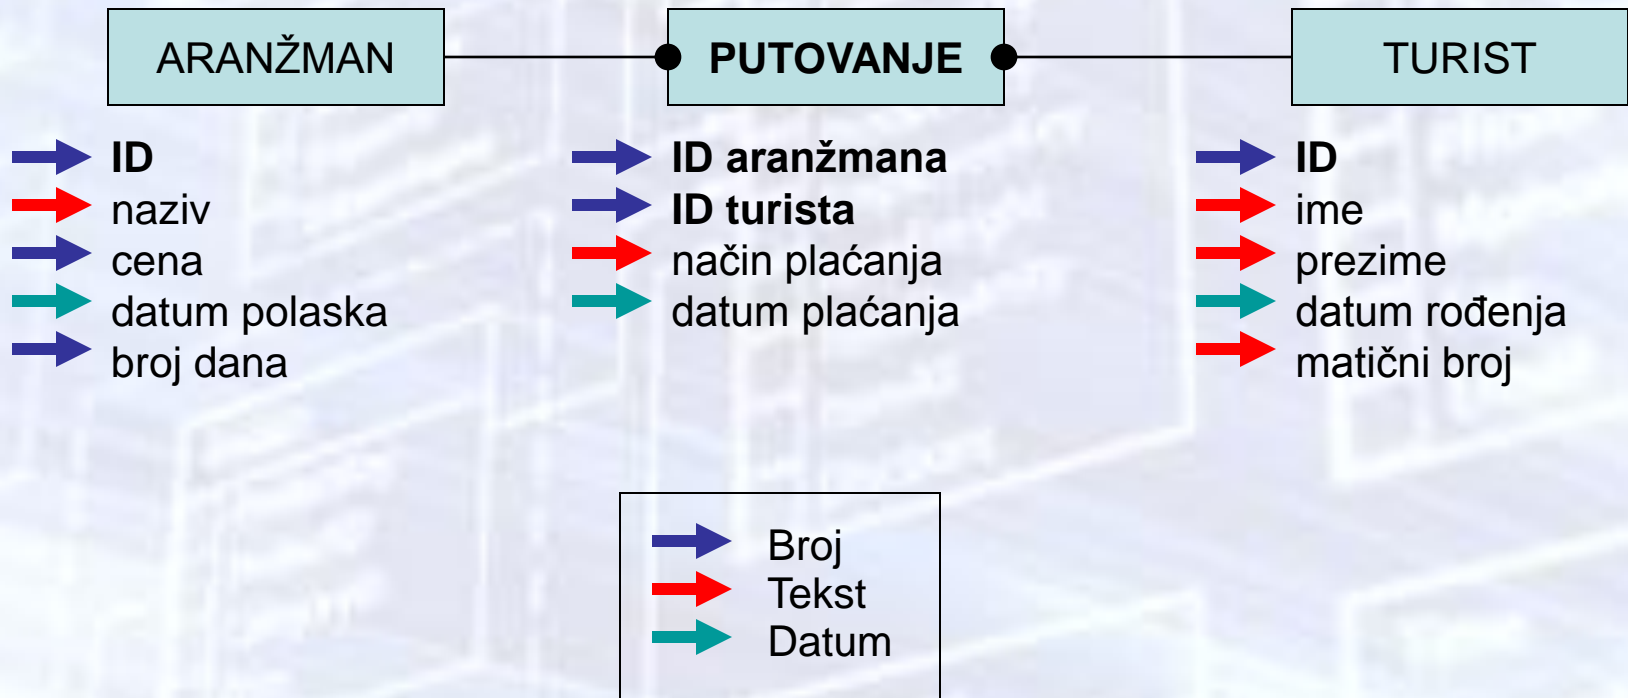 ARANŽMAN
PUTOVANJE
TURIST
ID
naziv
cena
datum polaska
broj dana
ID aranžmana
ID turista
način plaćanja
datum plaćanja
ID
ime
prezime
datum rođenja
matični broj
Broj
Tekst
Datum